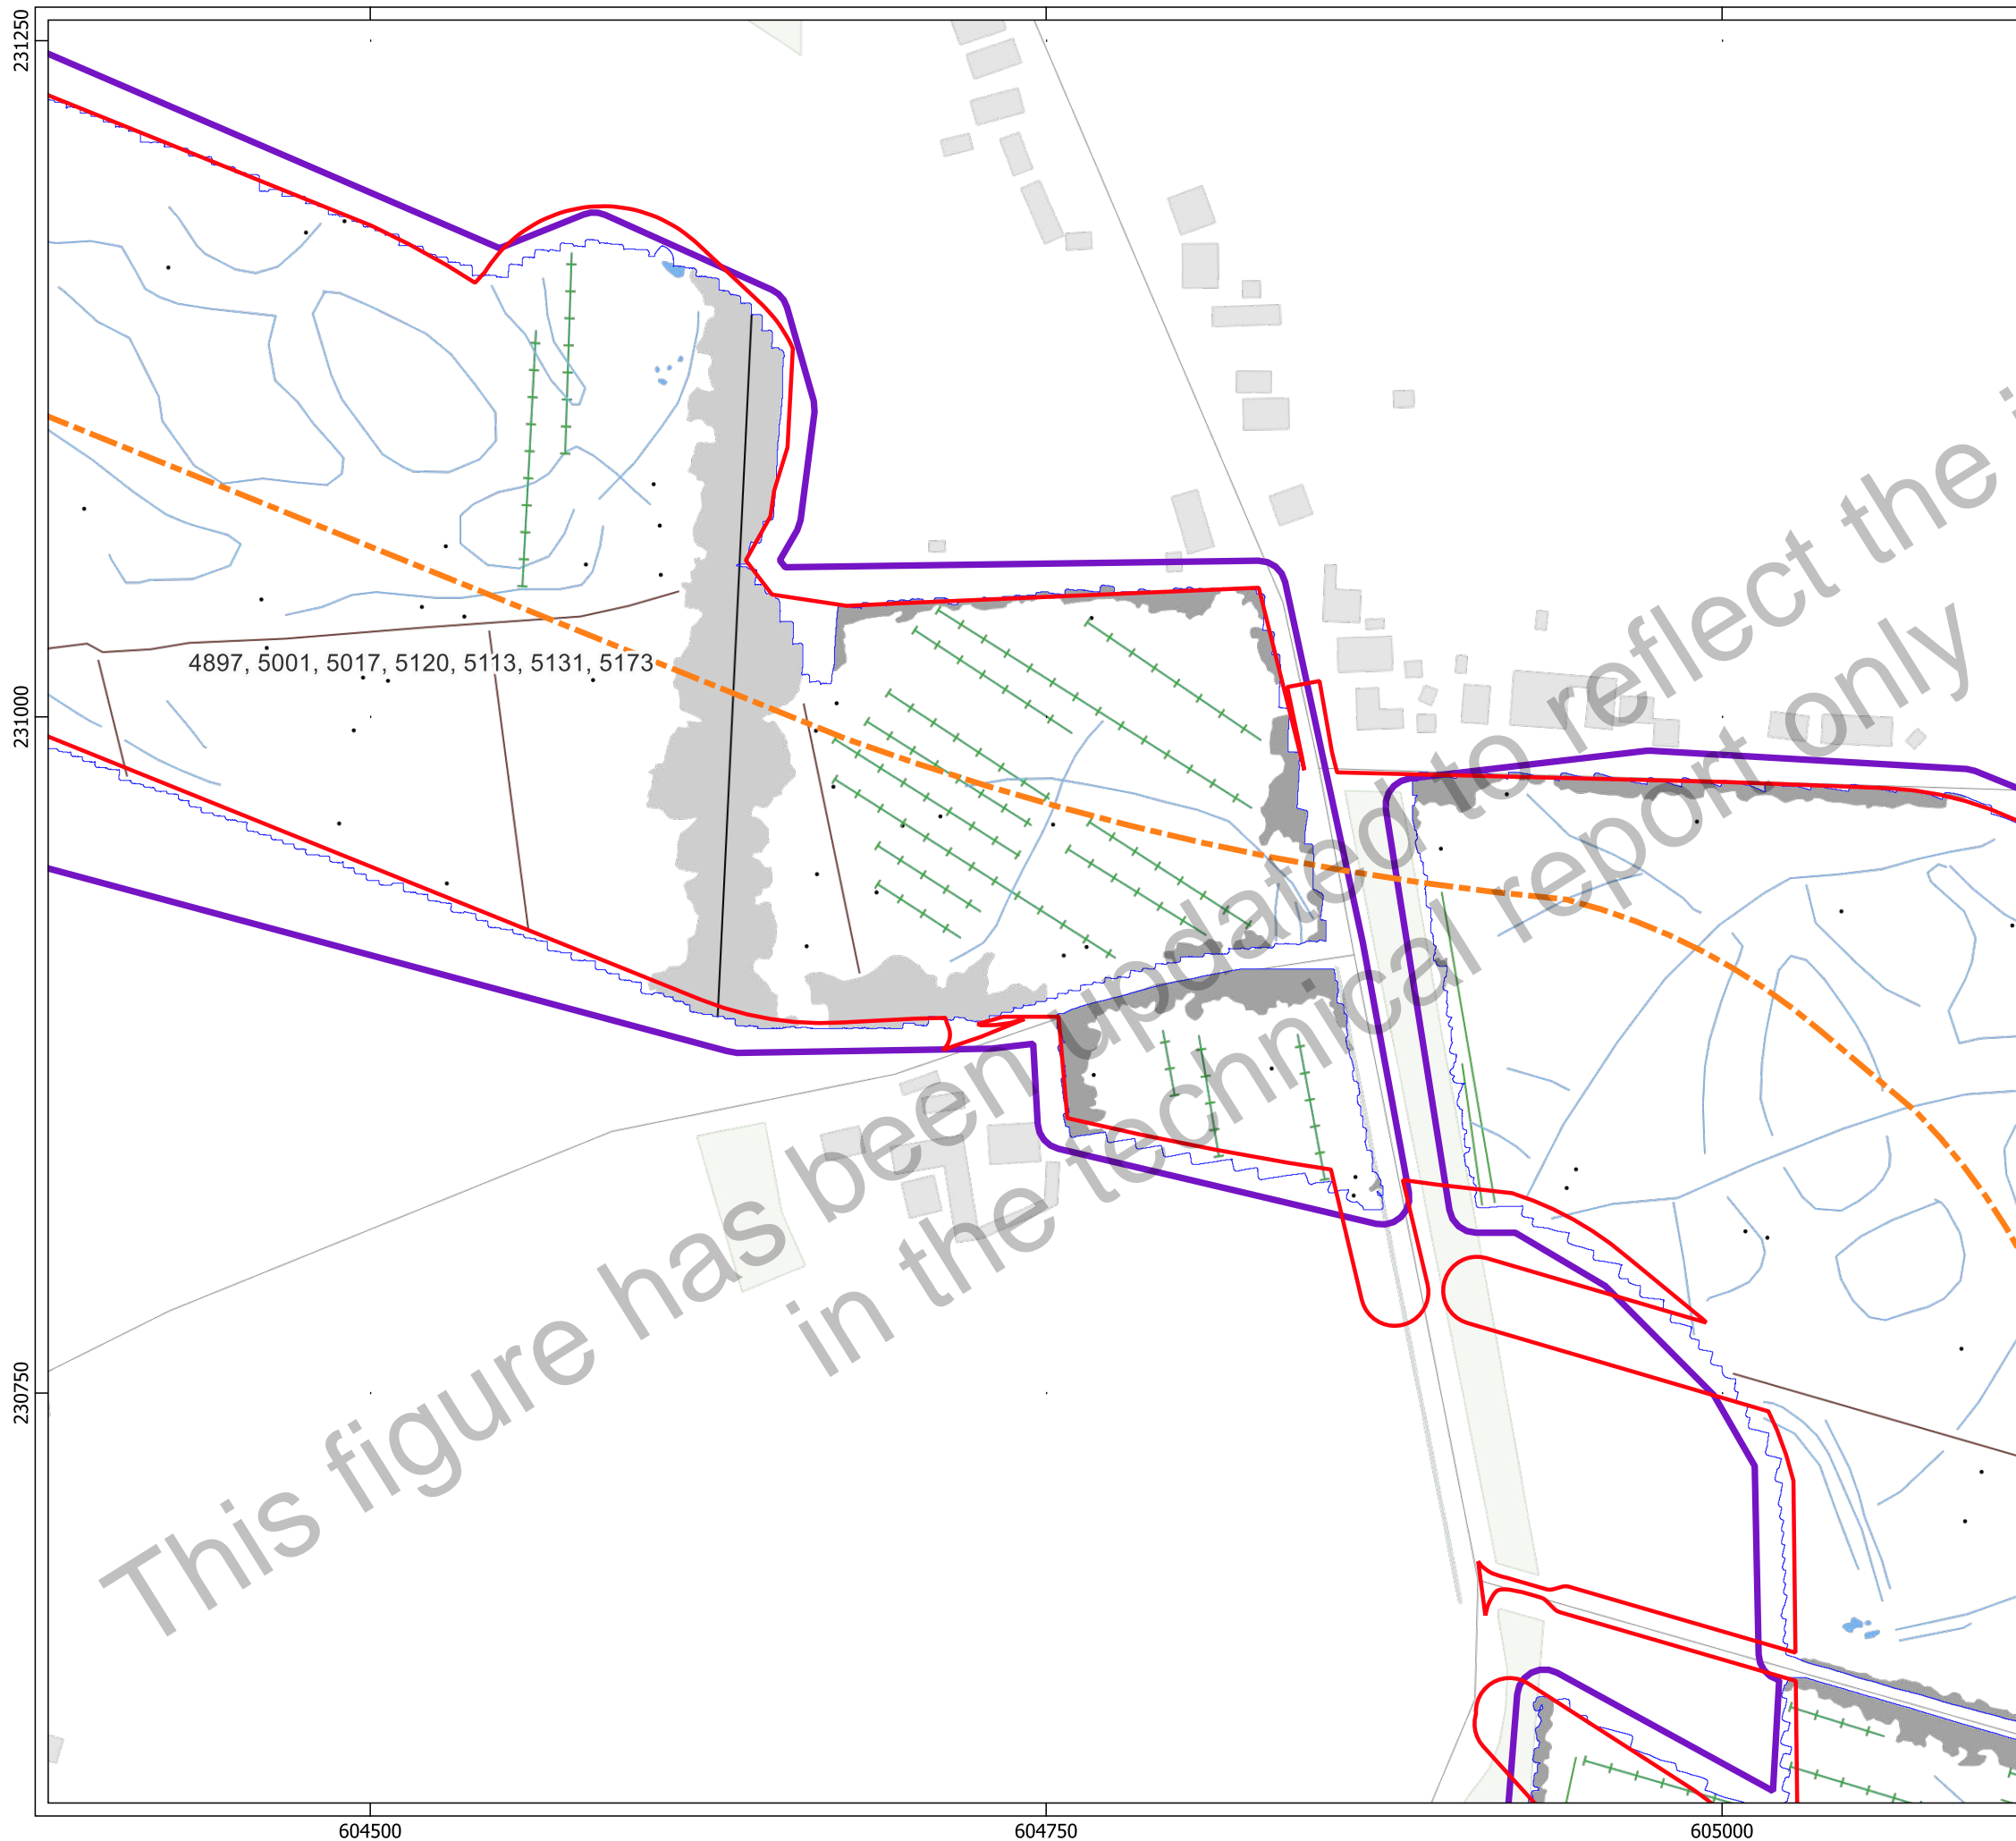 231250
4897, 5001, 5017, 5120, 5113, 5131, 5173
231000
230750
This figure has been updated to reflect the
in the technical report only
604500
604750
605000